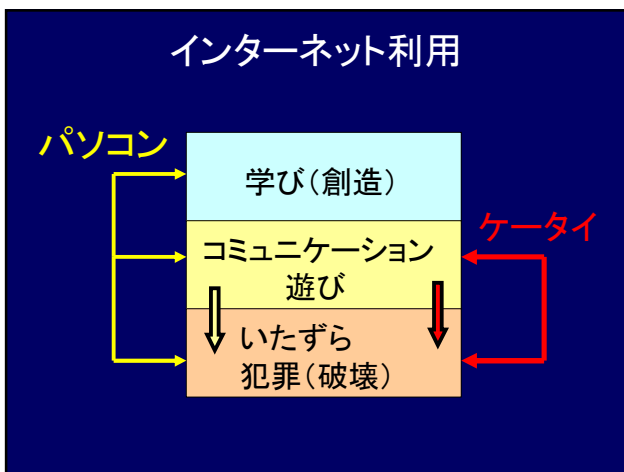 インターネット利用
パソコン
学び（創造）
ケータイ
コミュニケーション
遊び
いたずら
犯罪（破壊）